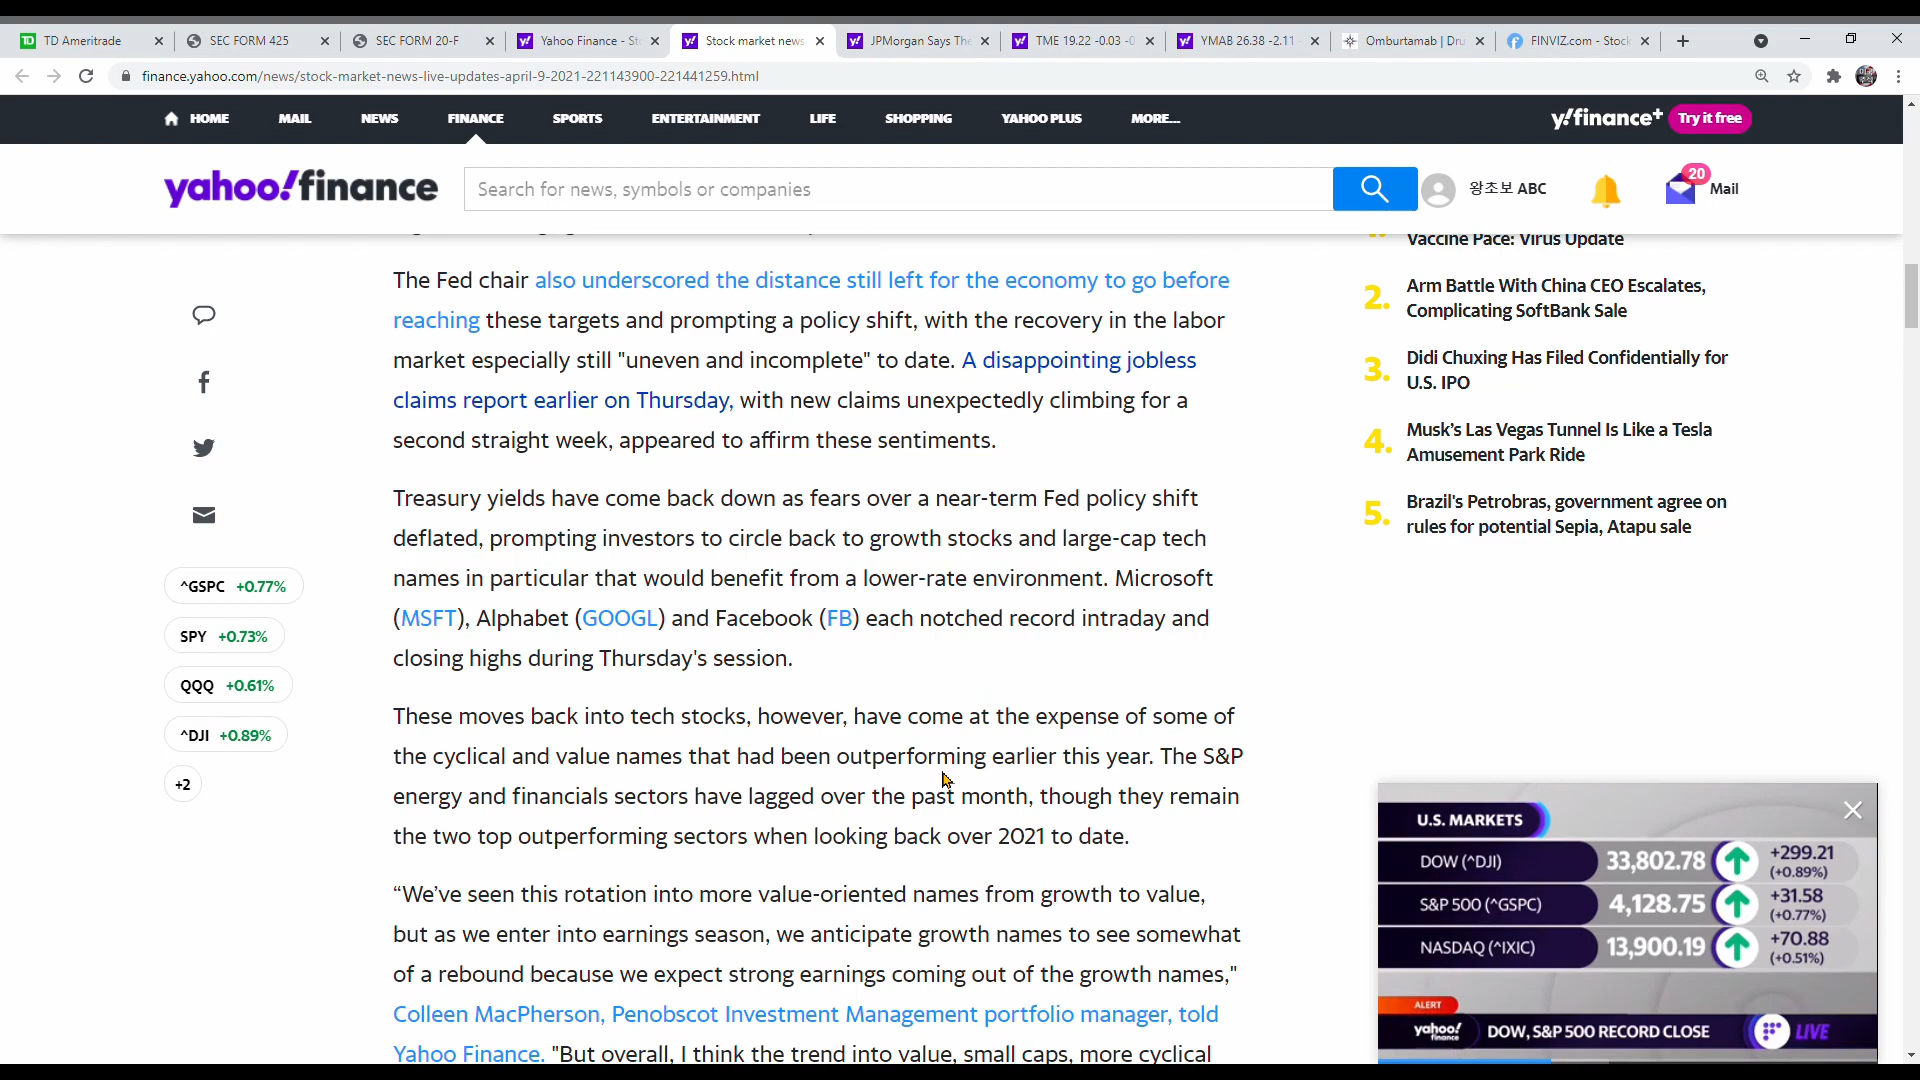 TD Ameritrade
SEC FORM 425
SEC FORM 20-F
Yahoo Finance - St
Stock market news
JPMorgan Says The
TME 19.22 -0.03 -0
YMAB 26.38 -2.11
Omburtamab | Dru
FINVIZ.com - Stock
finance.yahoo.com/news/stock-market-news-live-updates-april-9-2021-221143900-221441259.html
HOME MAIL NEWS FINANCE SPORTS ENTERTAINMENT LIFE SHOPPING YAHOO PLUS MORE...
y!finance+ Try it free
yahoo!finance
Search for news, symbols or companies
왕초보 ABC
20
Mail
The Fed chair also underscored the distance still left for the economy to go before
reaching these targets and prompting a policy shift, with the recovery in the labor
market especially still "uneven and incomplete" to date. A disappointing jobless
claims report earlier on Thursday, with new claims unexpectedly climbing for a
second straight week, appeared to affirm these sentiments.
Treasury yields have come back down as fears over a near-term Fed policy shift
deflated, prompting investors to circle back to growth stocks and large-cap tech
names in particular that would benefit from a lower-rate environment. Microsoft
(MSFT), Alphabet (GOOGL) and Facebook (FB) each notched record intraday and
closing highs during Thursday's session.
These moves back into tech stocks, however, have come at the expense of some of
the cyclical and value names that had been outperforming earlier this year. The S&P
energy and financials sectors have lagged over the past month, though they remain
the two top outperforming sectors when looking back over 2021 to date.
“We’ve seen this rotation into more value-oriented names from growth to value,
but as we enter into earnings season, we anticipate growth names to see somewhat
of a rebound because we expect strong earnings coming out of the growth names,"
Colleen MacPherson, Penobscot Investment Management portfolio manager, told
Yahoo Finance. "But overall, I think the trend into value, small caps, more cyclical
^GSPC +0.77%
SPY +0.73%
QQQ +0.61%
^DJI +0.89%
+2
Vaccine Pace: Virus Update
2. Arm Battle With China CEO Escalates,
Complicating SoftBank Sale
3. Didi Chuxing Has Filed Confidentially for
U.S. IPO
4. Musk’s Las Vegas Tunnel Is Like a Tesla
Amusement Park Ride
5. Brazil's Petrobras, government agree on
rules for potential Sepia, Atapu sale
U.S. MARKETS
DOW (^DJI) 33,802.78 +299.21
(+0.89%)
S&P 500 (^GSPC) 4,128.75 +31.58
(+0.77%)
NASDAQ (^IXIC) 13,900.19 +70.88
(+0.51%)
ALERT
yahoo! finance DOW, S&P 500 RECORD CLOSE LIVE